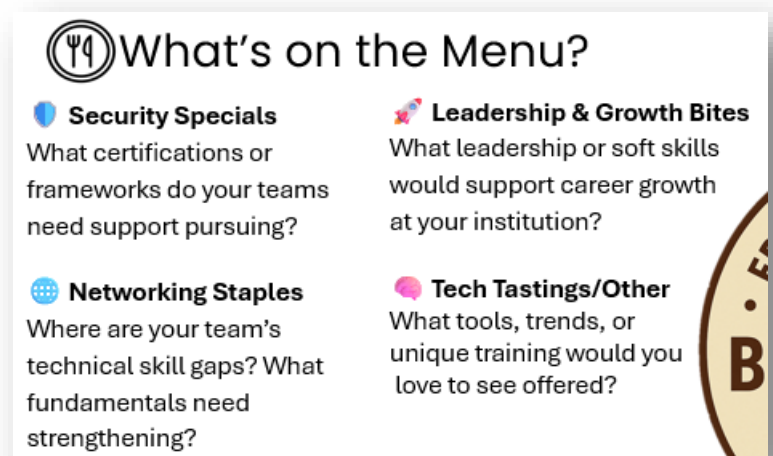 What's on the Menu?
Security Specials
What certifications or
frameworks do your teams
need support pursuing?
Leadership & Growth Bites
What leadership or soft skills
would support career growth
at your institution?
Networking Staples
Where are your team's
technical skill gaps? What
fundamentals need
strengthening?
Tech Tastings/Other
What tools, trends, or
unique training would you
love to see offered?
B